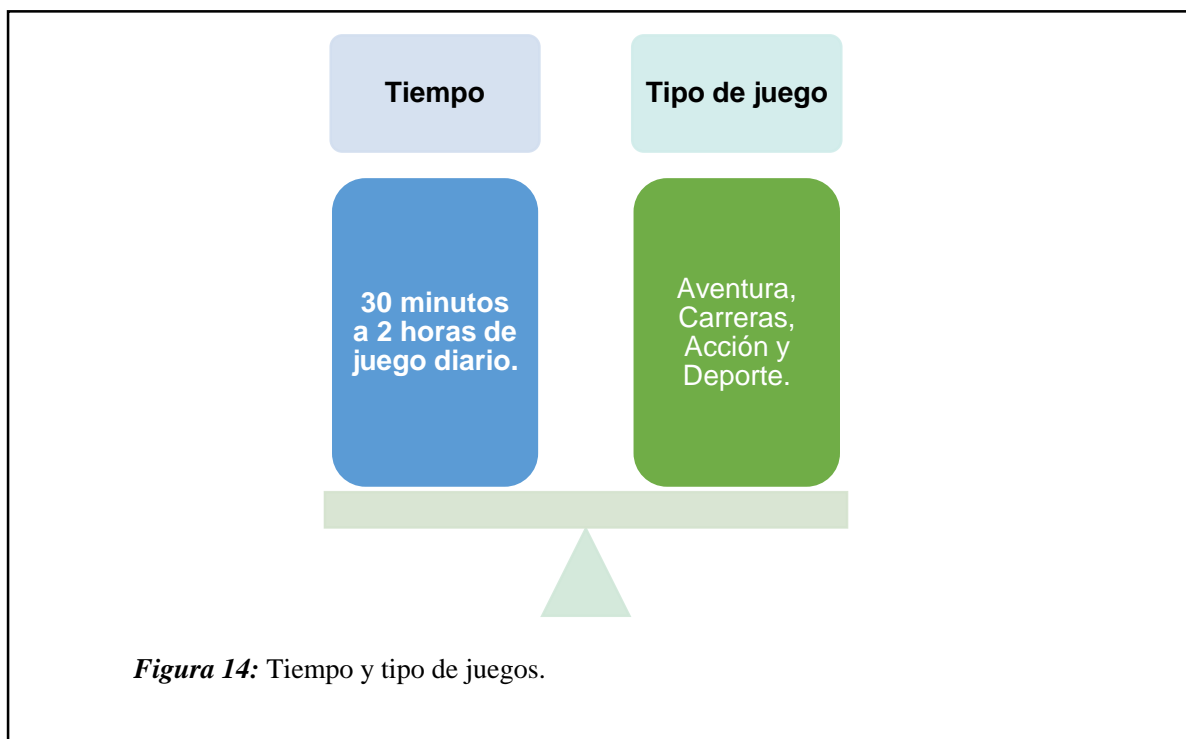 Tiempo
Tipo de juego
30 minutos
a 2 horas de
juego diario.
Aventura,
Carreras,
Acción y
Deporte.
Figura 14: Tiempo y tipo de juegos.